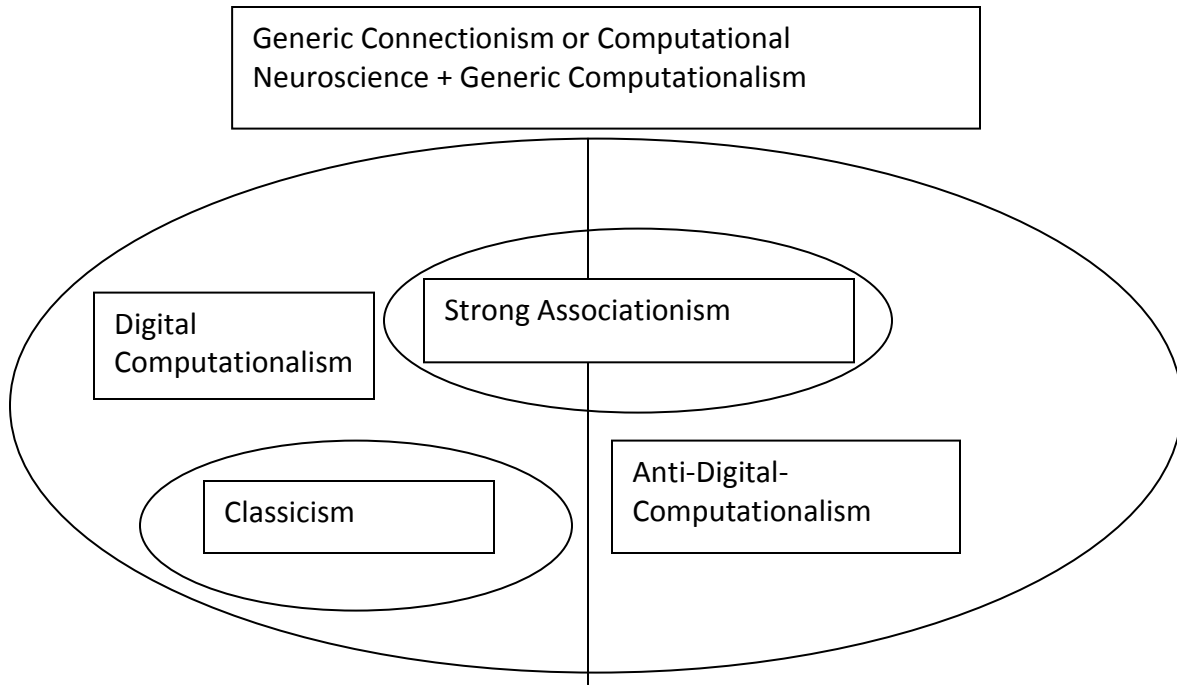 Generic Connectionism or Computational
Neuroscience + Generic Computationalism
Strong Associationism
Digital
Computationalism
Anti-Digital-
Computationalism
Classicism